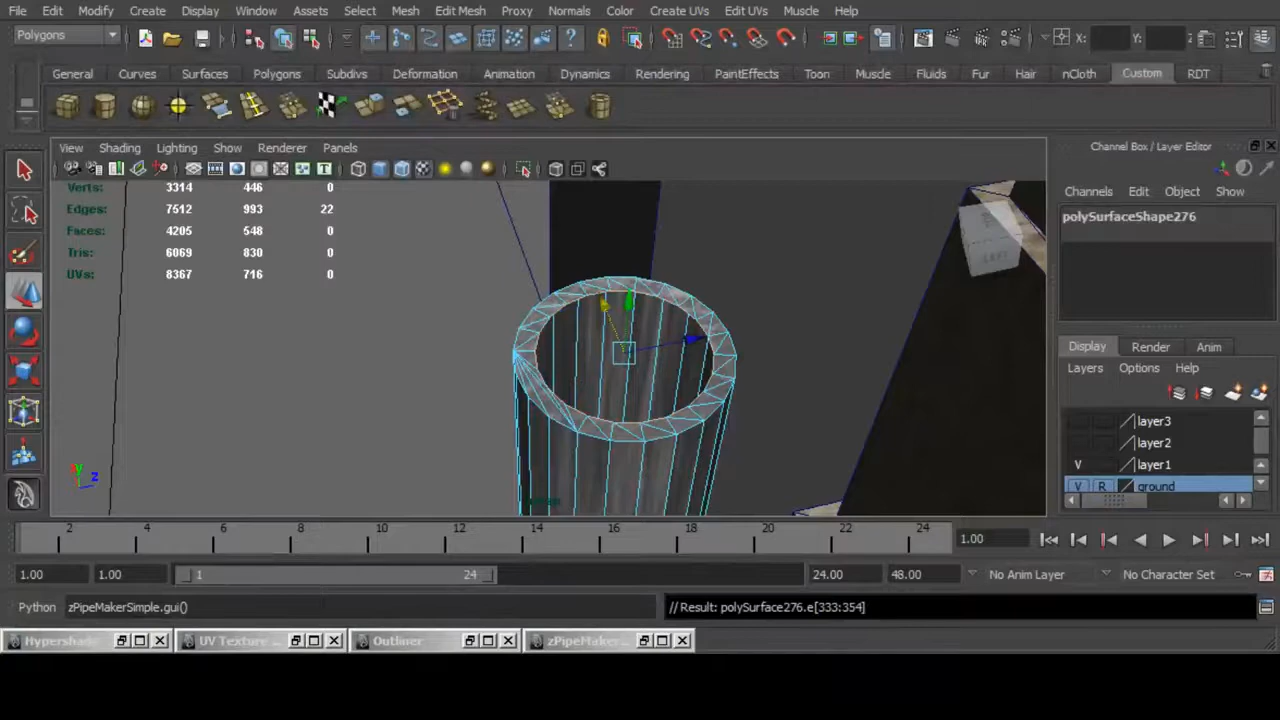 File Edit Modify Create Display Window Assets Select Mesh Edit Mesh Proxy Normals Color Create UVs Edit UVs Muscle Help
Polygons X: Y: Z
General Curves Surfaces Polygons Subdivs Deformation Animation Dynamics Rendering PaintEffects Toon Muscle Fluids Fur Hair nCloth Custom RDT
View Shading Lighting Show Renderer Panels
Channel Box / Layer Editor
Channels Edit Object Show
polySurfaceShape276
Verts: 3314 446 0
Edges: 7512 993 22
Faces: 4205 548 0
Tris: 6069 830 0
UVs: 8367 716 0
Display Render Anim
Layers Options Help
layer3
layer2
V layer1
V R ground
y z
2 4 6 8 10 12 14 16 18 20 22 24 1.00
1.00 1.00 1 24 24.00 48.00 No Anim Layer No Character Set
Python zPipeMakerSimple.gui() // Result: polySurface276.e[333:354]
Hypershad UV Texture ... Outliner zPipeMaker...